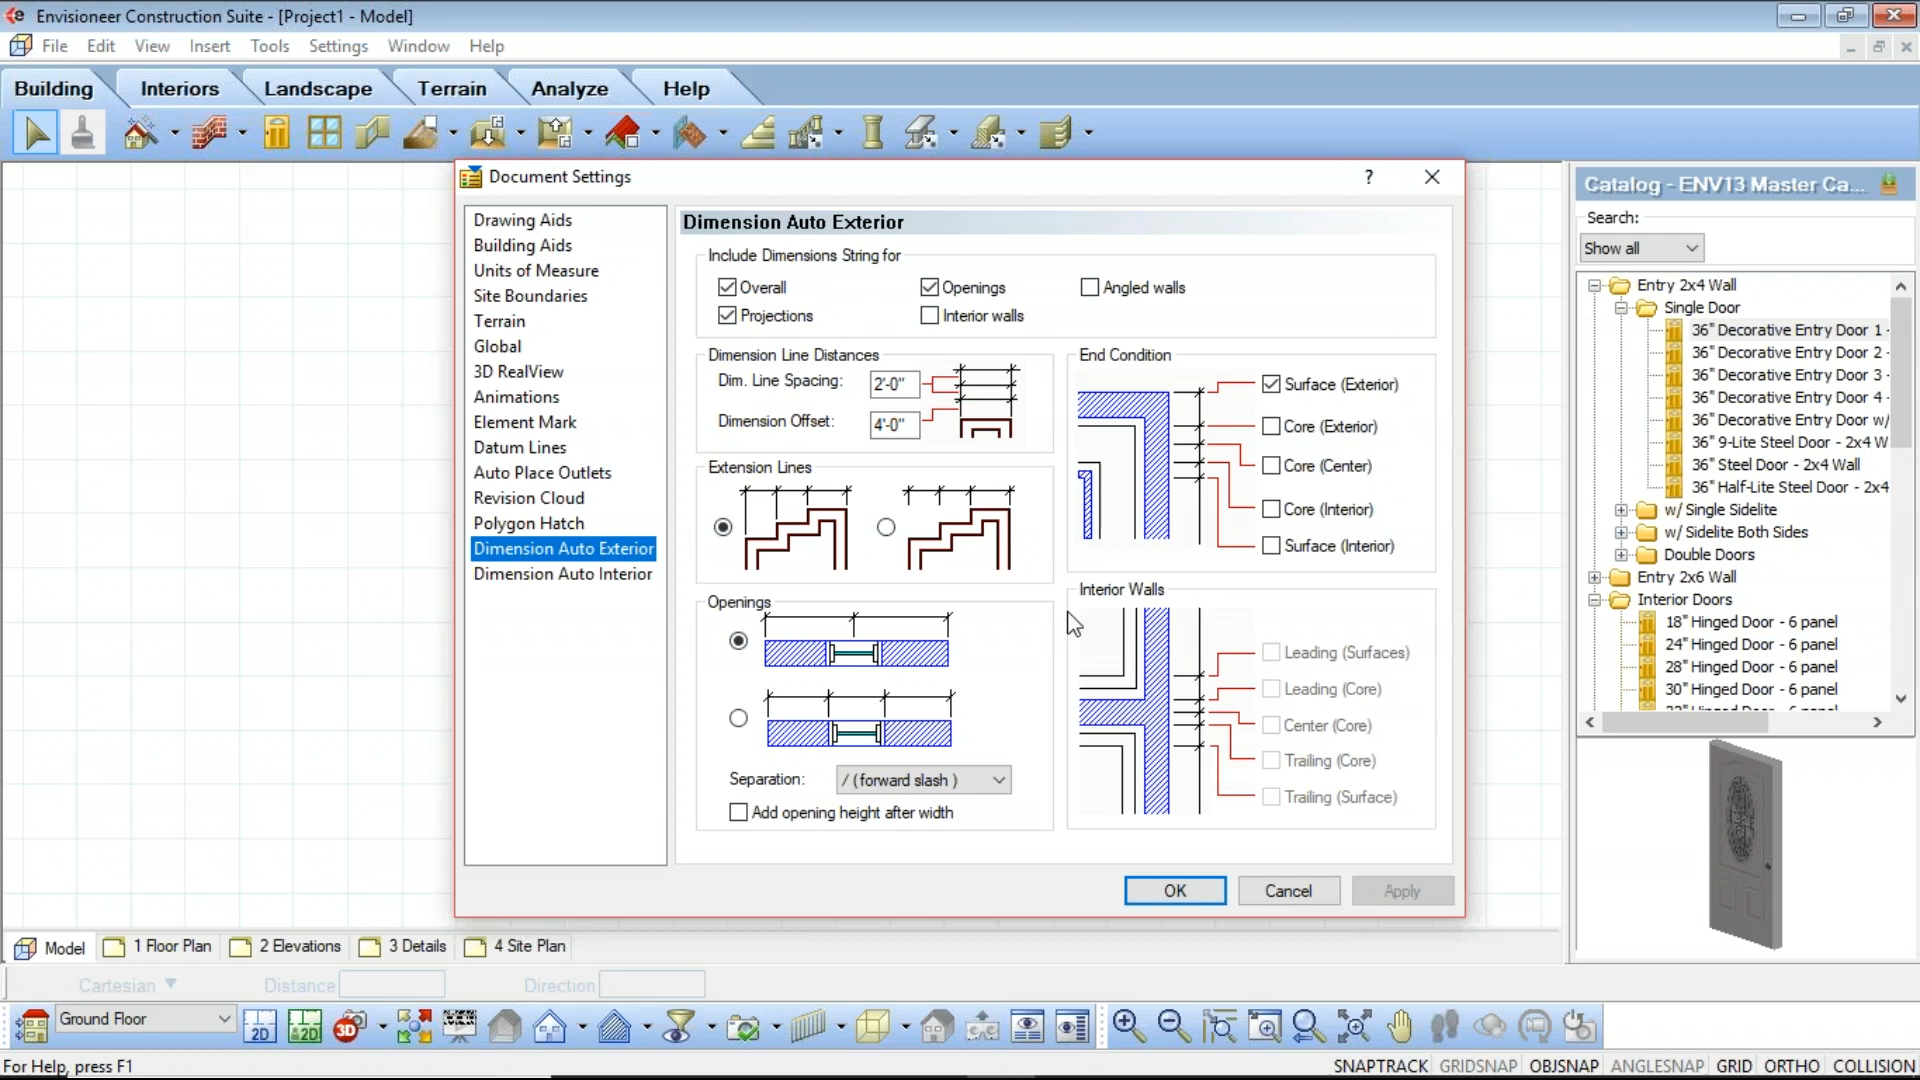 Envisioneer Construction Suite - [Project1 - Model]
File Edit View Insert Tools Settings Window Help
Building Interiors Landscape Terrain Analyze Help
Document Settings
?
Drawing Aids
Building Aids
Units of Measure
Site Boundaries
Terrain
Global
3D RealView
Animations
Element Mark
Datum Lines
Auto Place Outlets
Revision Cloud
Polygon Hatch
Dimension Auto Exterior
Dimension Auto Interior
Dimension Auto Exterior
Include Dimensions String for
Overall Openings Angled walls
Projections Interior walls
Dimension Line Distances
Dim. Line Spacing: 2'-0"
Dimension Offset: 4'-0"
Extension Lines
Openings
Separation: / ( forward slash )
Add opening height after width
End Condition
Surface (Exterior)
Core (Exterior)
Core (Center)
Core (Interior)
Surface (Interior)
Interior Walls
Leading (Surfaces)
Leading (Core)
Center (Core)
Trailing (Core)
Trailing (Surface)
OK Cancel Apply
Catalog - ENV13 Master Ca...
Search:
Show all
Entry 2x4 Wall
Single Door
36" Decorative Entry Door 1 -
36" Decorative Entry Door 2 -
36" Decorative Entry Door 3 -
36" Decorative Entry Door 4 -
36" Decorative Entry Door w/
36" 9-Lite Steel Door - 2x4 W
36" Steel Door - 2x4 Wall
36" Half-Lite Steel Door - 2x4
w/ Single Sidelite
w/ Sidelite Both Sides
Double Doors
Entry 2x6 Wall
Interior Doors
18" Hinged Door - 6 panel
24" Hinged Door - 6 panel
28" Hinged Door - 6 panel
30" Hinged Door - 6 panel
Model 1 Floor Plan 2 Elevations 3 Details 4 Site Plan
Cartesian Distance Direction
Ground Floor 2D 2D 3D
For Help, press F1
SNAPTRACK GRIDSNAP OBJSNAP ANGLESNAP GRID ORTHO COLLISION